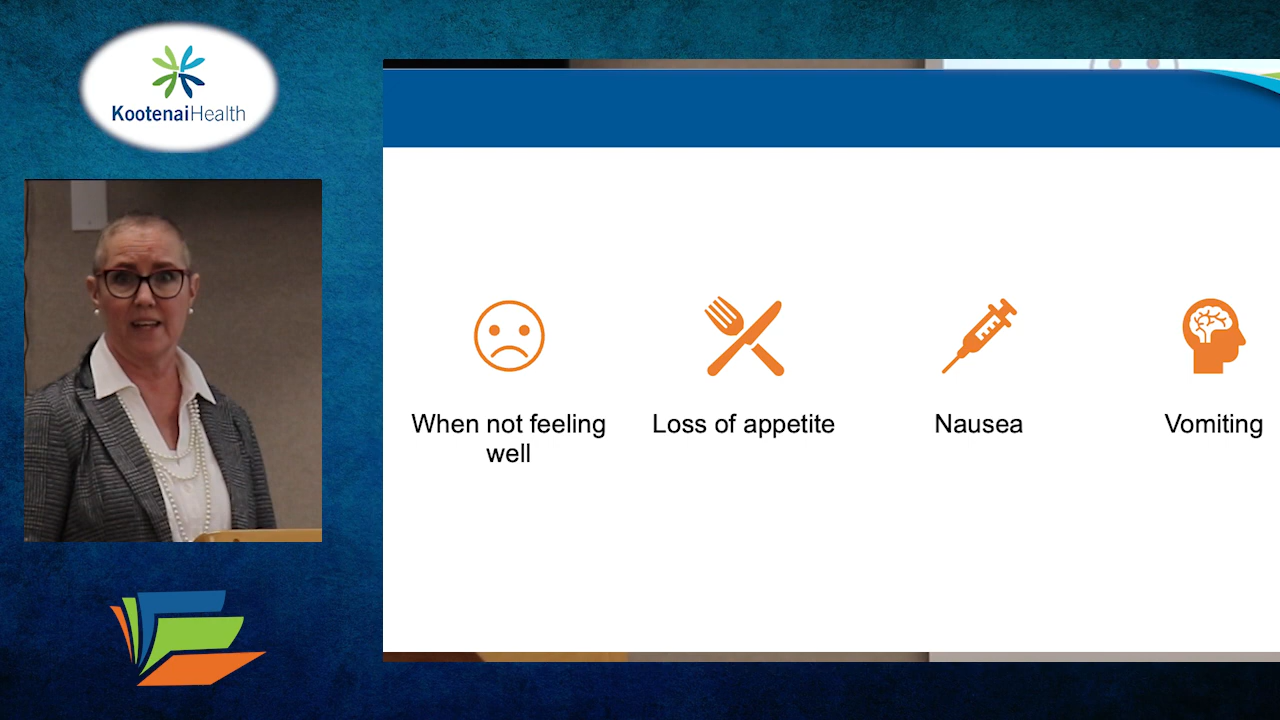 KootenaiHealth
When not feeling
well
Loss of appetite
Nausea
Vomiting